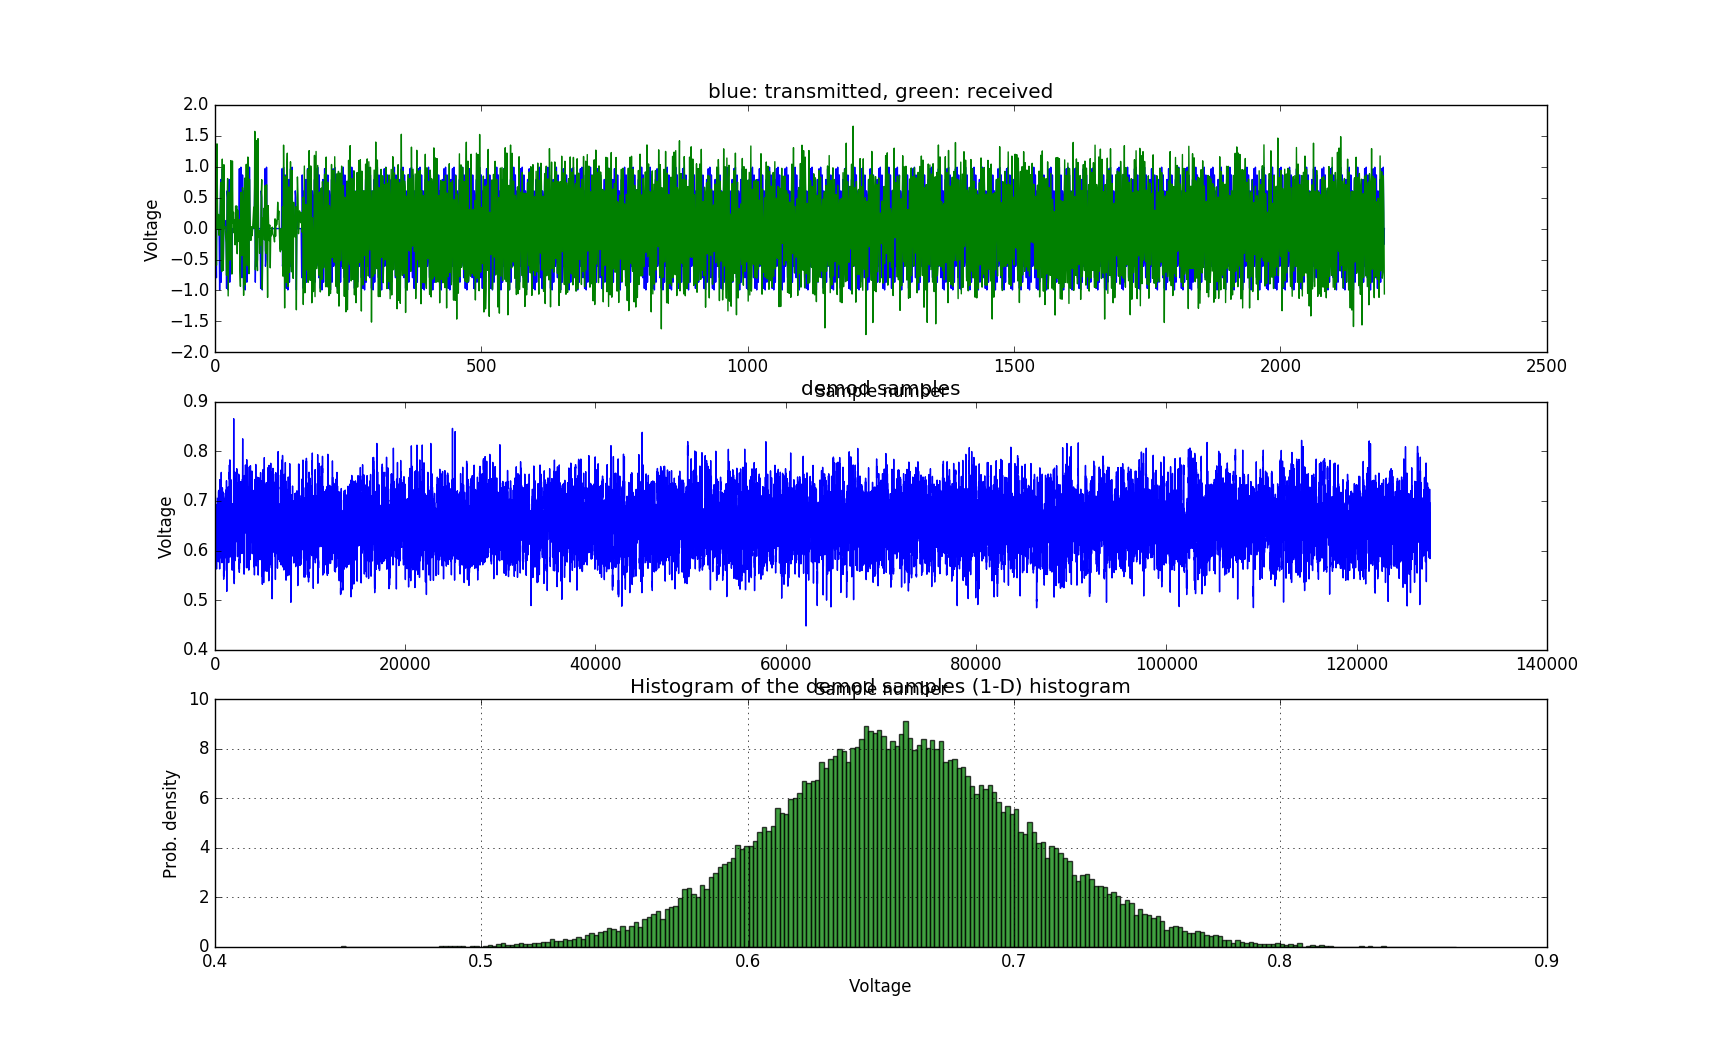 blue: transmitted, green: received
2.0
1.5
1.0
0.5
0.0
−0.5
−1.0
−1.5
−2.0
Voltage
0 500 1000 1500 2000 2500
Sample number
demod samples
0.9
0.8
0.7
0.6
0.5
0.4
Voltage
0 20000 40000 60000 80000 100000 120000 140000
Sample number
Histogram of the demod samples (1-D) histogram
10
8
6
4
2
0
Prob. density
0.4 0.5 0.6 0.7 0.8 0.9
Voltage